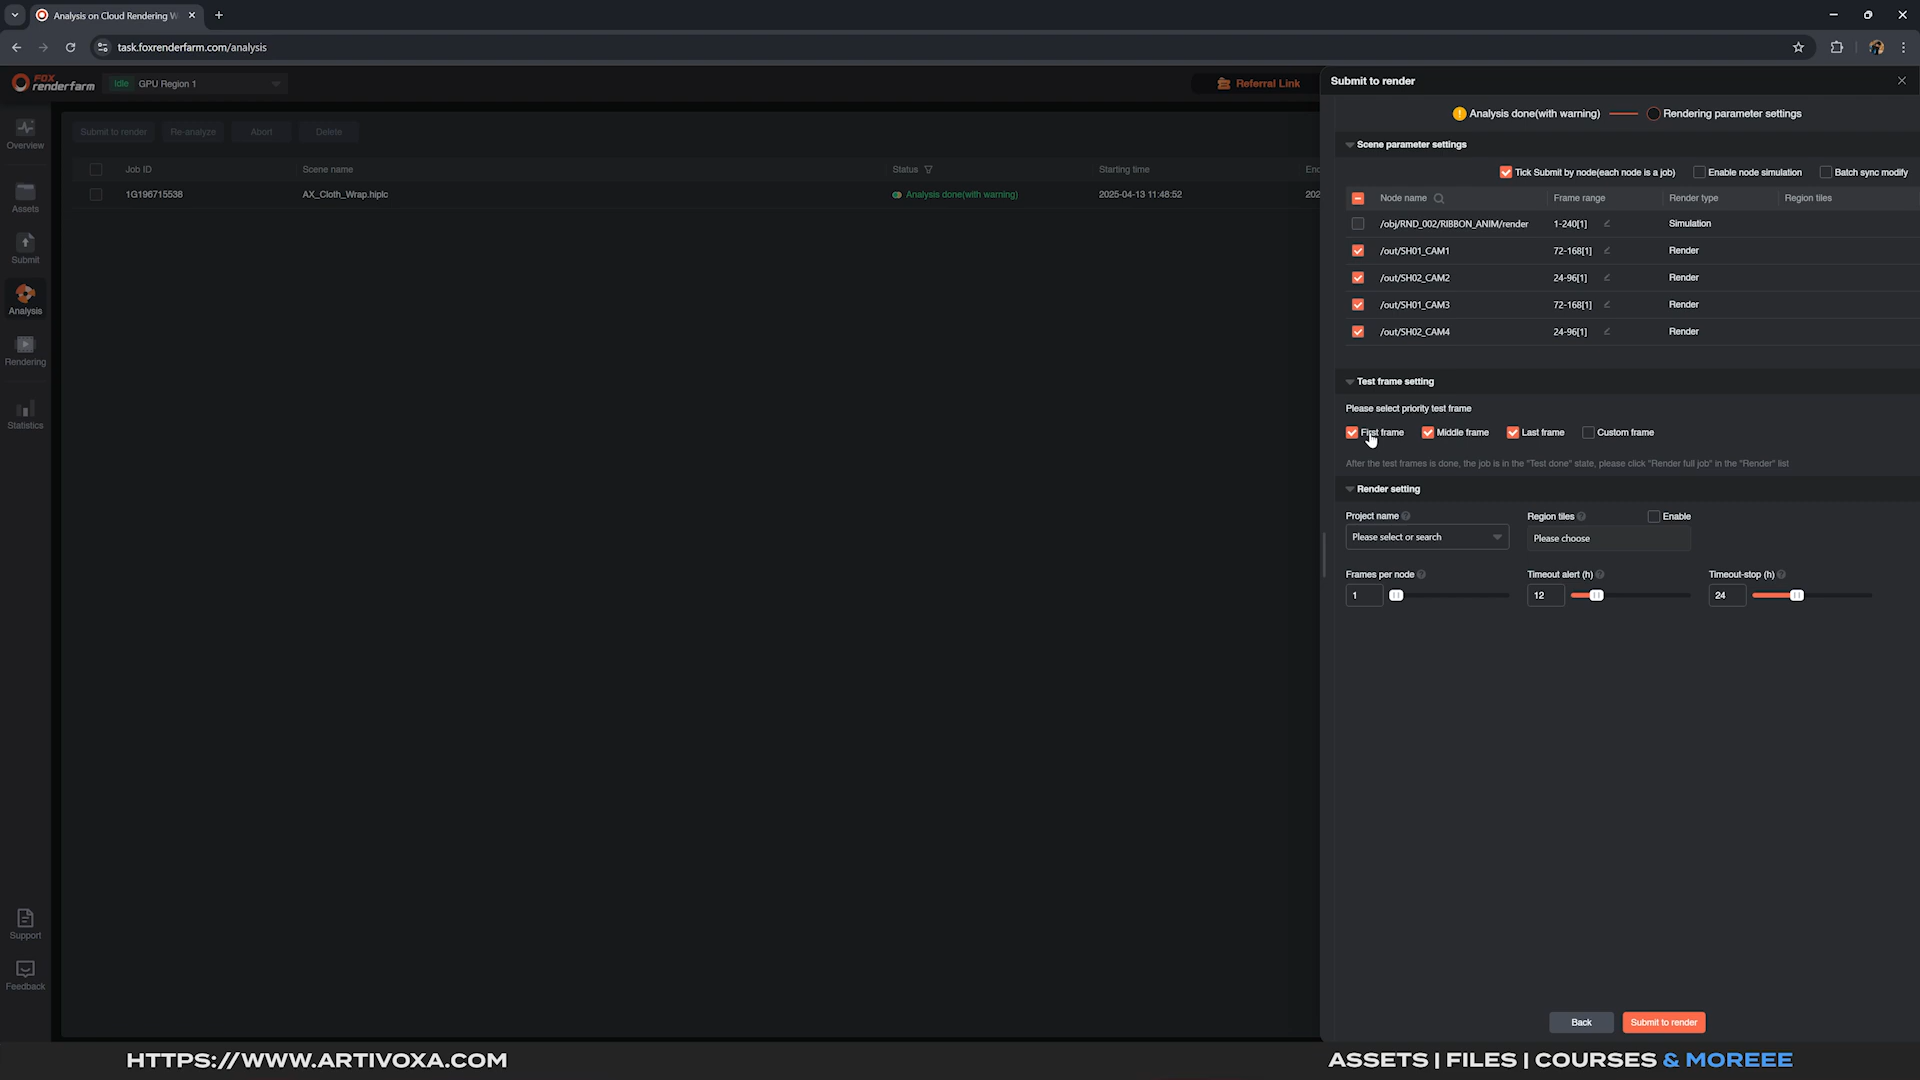 Analysis on Cloud Rendering W
task.foxrenderfarm.com/analysis
FOX
renderfarm
Idle
GPU Region 1
Referral Link
Overview
Assets
Submit
Analysis
Rendering
Statistics
Support
Feedback
Submit to render
Re-analyze
Abort
Delete
Job ID
Scene name
Status
Starting time
1G196715536
AX_Cloth_Wrap.hiplc
Analysis done(with warning)
2025-04-13 11:48:52
202
Submit to render
Analysis done(with warning)
Rendering parameter settings
Scene parameter settings
Tick Submit by node(each node is a job)
Enable node simulation
Batch sync modify
Node name
Frame range
Render type
Region tiles
/obj/RND_002/RIBBON_ANIM/render
1-240[1]
Simulation
/out/SH01_CAM1
72-168[1]
Render
/out/SH02_CAM2
24-96[1]
Render
/out/SH01_CAM3
72-168[1]
Render
/out/SH02_CAM4
24-96[1]
Render
Test frame setting
Please select priority test frame
First frame
Middle frame
Last frame
Custom frame
After the test frames is done, the job is in the "Test done" state, please click "Render full job" in the "Render" list
Render setting
Project name
Region tiles
Enable
Please select or search
Please choose
Frames per node
Timeout alert (h)
Timeout-stop (h)
1
12
24
Back
Submit to render
HTTPS://WWW.ARTIVOXA.COM
ASSETS | FILES | COURSES & MOREEE